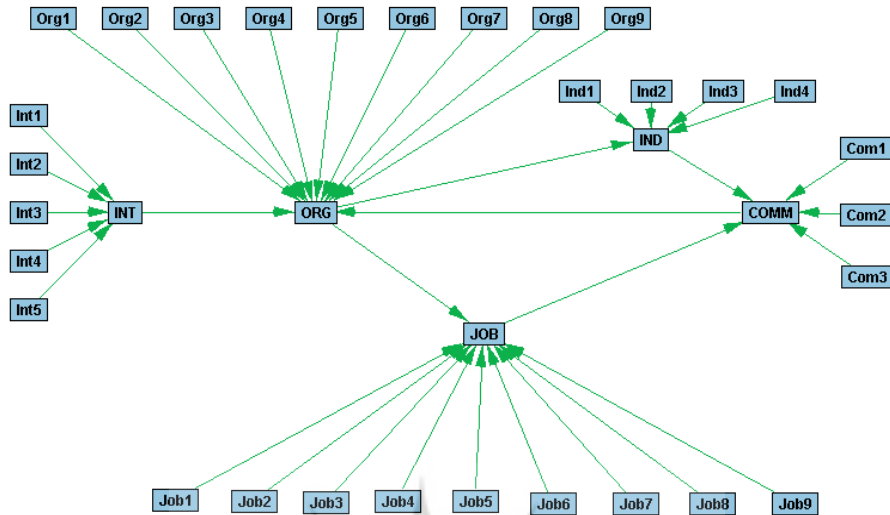 Org1 Org2 Org3 Org4 Org5 Org6 Org7 Org8 Org9
Ind1 Ind2 Ind3 Ind4
Int1
IND
Com1
Int2
Int3 INT ORG COMM Com2
Int4
Com3
Int5
JOB
Job1 Job2 Job3 Job4 Job5 Job6 Job7 Job8 Job9